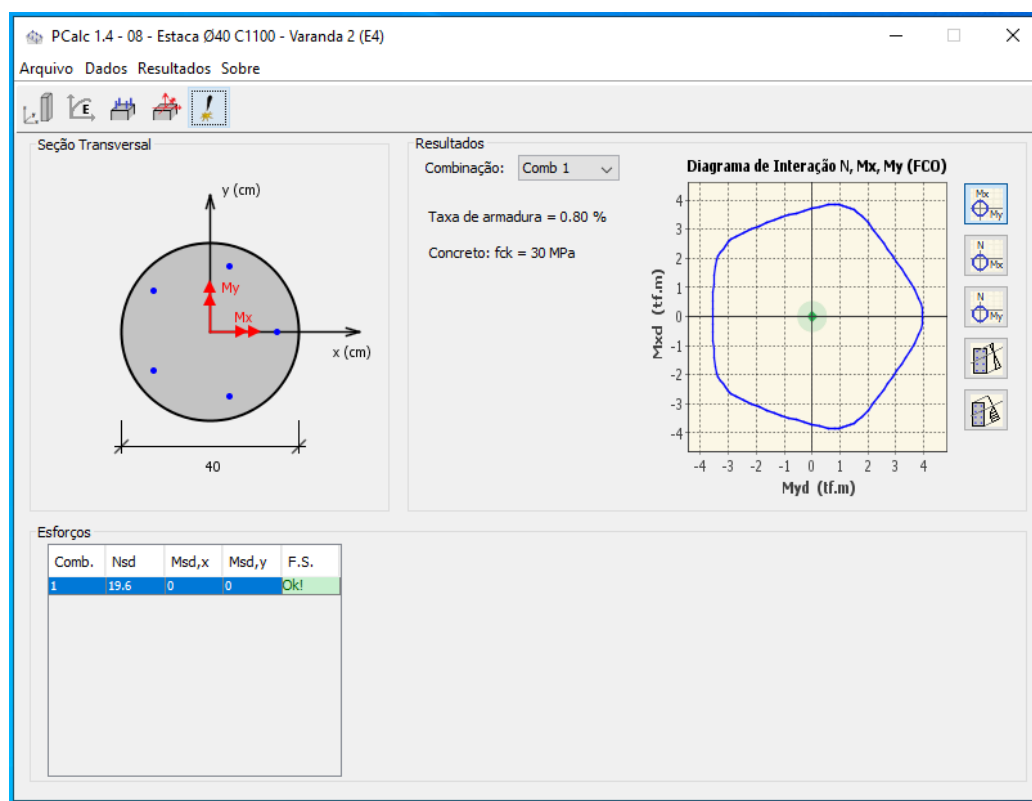 PCalc 1.4 - 08 - Estaca Ø40 C1100 - Varanda 2 (E4)
Arquivo Dados Resultados Sobre
E
Seção Transversal
y (cm)
My
Mx
x (cm)
40
Resultados
Combinação: Comb 1
Taxa de armadura = 0.80 %
Concreto: fck = 30 MPa
Diagrama de Interação N, Mx, My (FCO)
4
3
2
1
0
-1
-2
-3
-4
Mxd (tf.m)
-4 -3 -2 -1 0 1 2 3 4
Myd (tf.m)
Mx
My
N
Mx
N
My
Esforços
Comb. Nsd Msd,x Msd,y F.S.
1 19.6 0 0 Ok!